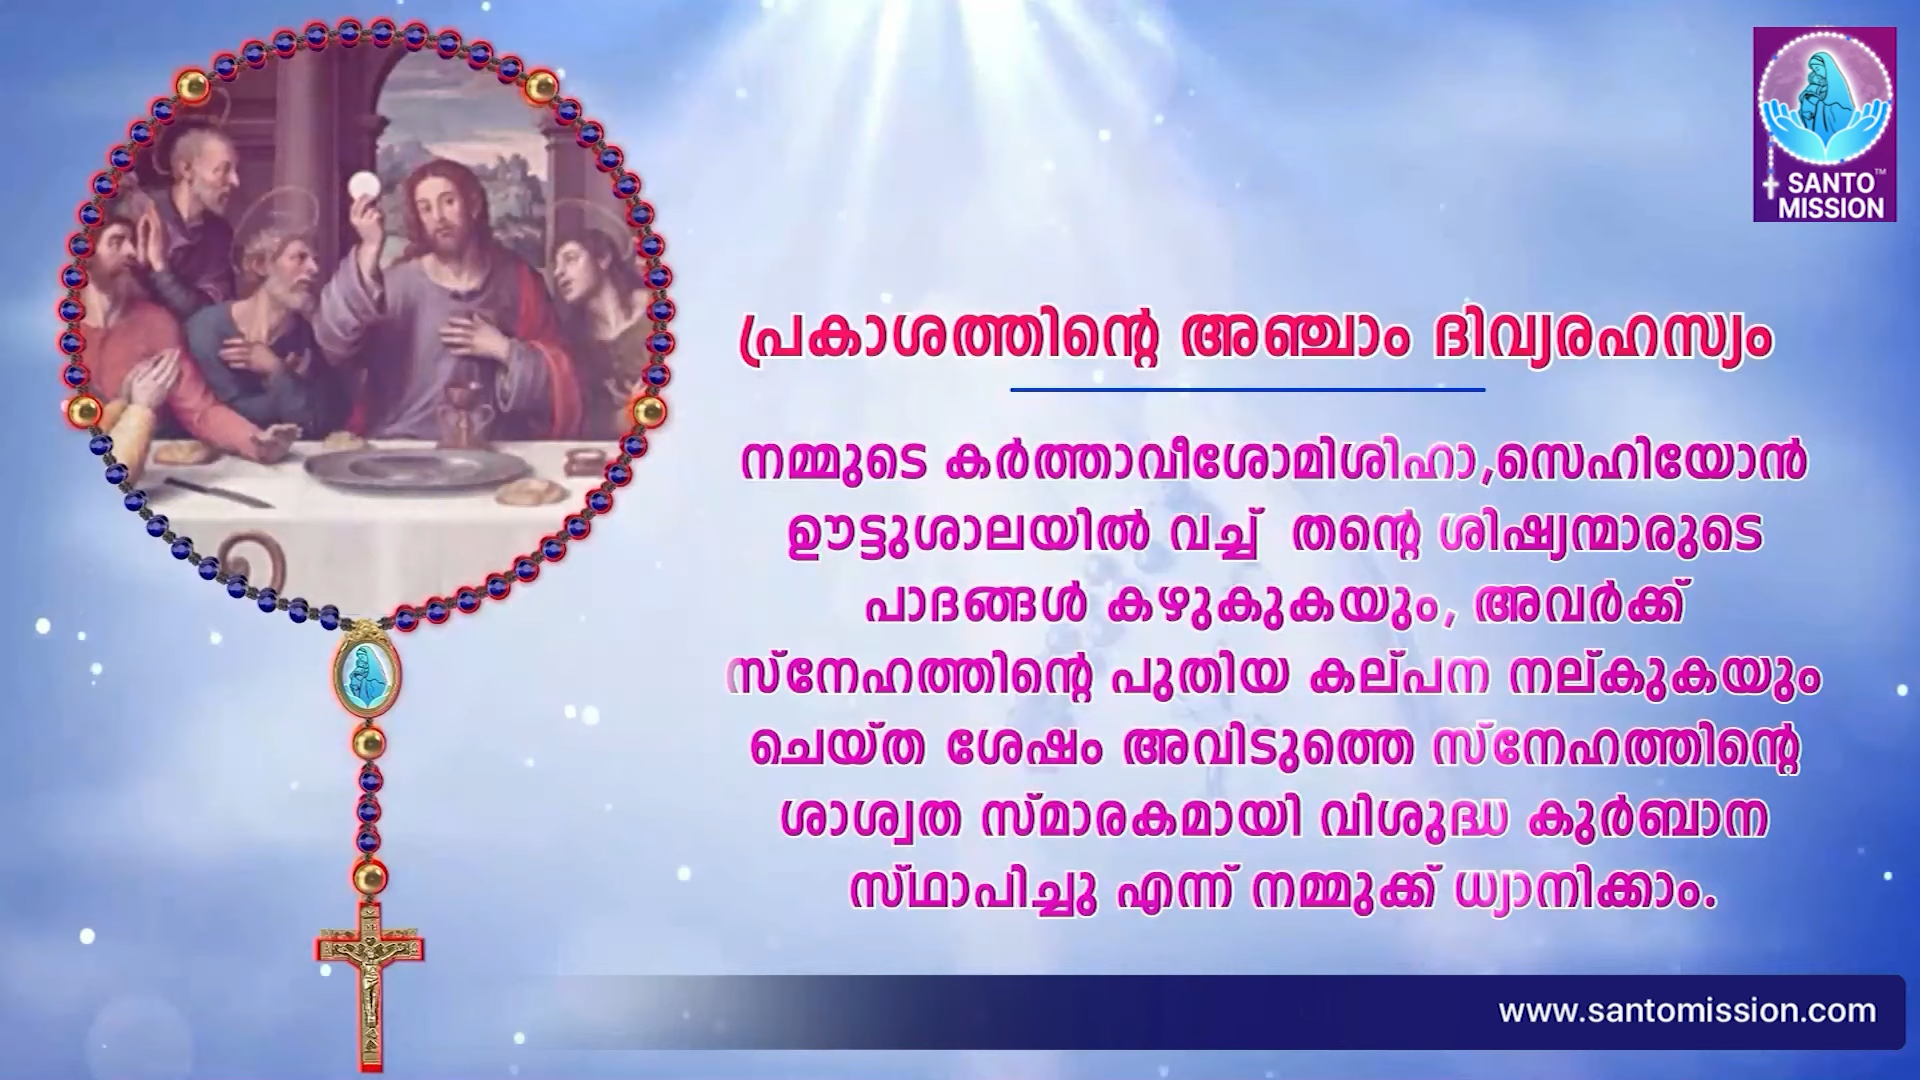 SANTO™
MISSION
പ്രകാശത്തിന്റെ അഞ്ചാം ദിവ്യരഹസ്യം
നമ്മുടെ കർത്താവീശോമിശിഹാ,സെഹിയോൻ
ഊട്ടുശാലയിൽ വച്ച് തന്റെ ശിഷ്യന്മാരുടെ
പാദങ്ങൾ കഴുകുകയും, അവർക്ക്
സ്നേഹത്തിന്റെ പുതിയ കല്പന നല്കുകയും
ചെയ്ത ശേഷം അവിടുത്തെ സ്നേഹത്തിന്റെ
ശാശ്വത സ്മാരകമായി വിശുദ്ധ കുർബാന
സ്ഥാപിച്ചു എന്ന് നമ്മുക്ക് ധ്യാനിക്കാം.
www.santomission.com